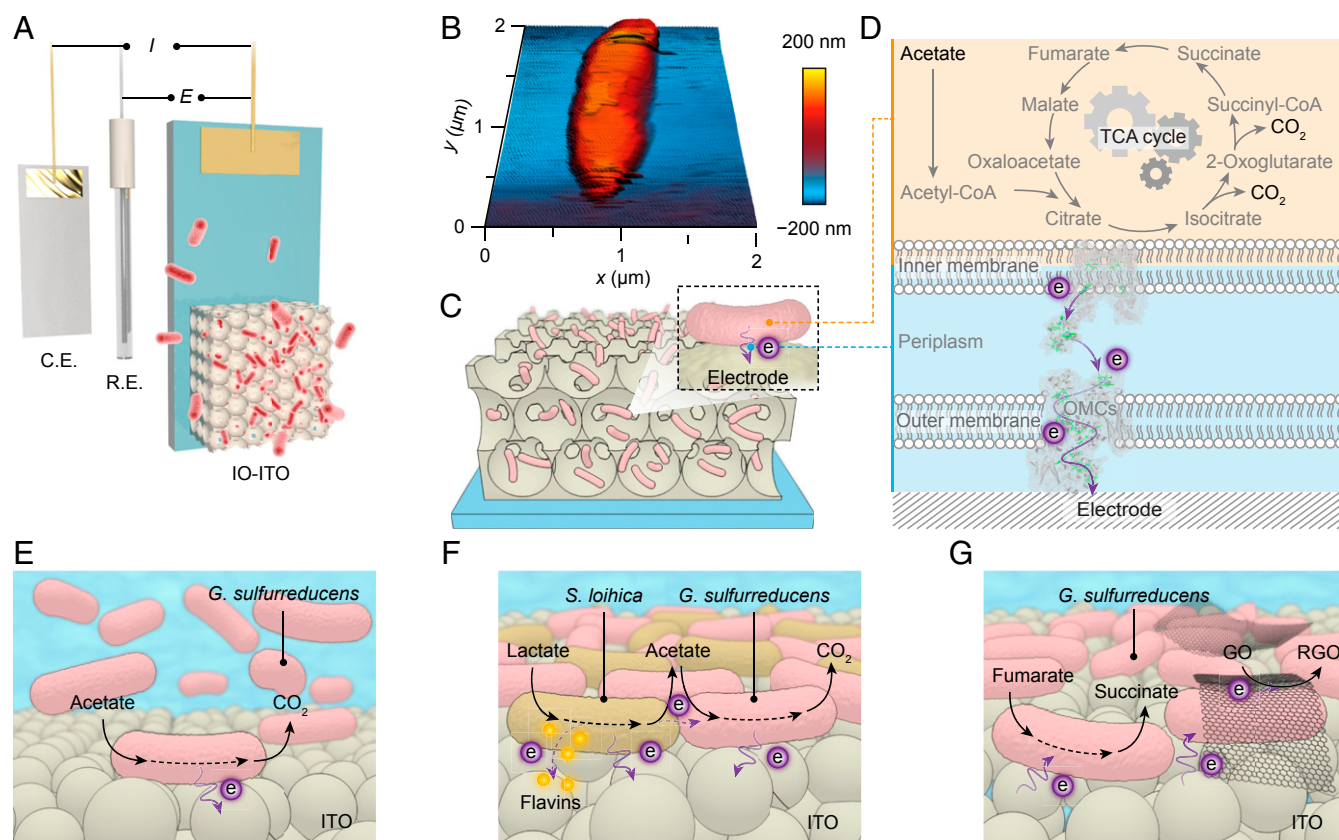 A
I
E
C.E.
R.E.
IO-ITO
B
2
1
0
y (µm)
0
1
2
x (µm)
200 nm
−200 nm
C
e
Electrode
D
Acetate
Fumarate
Succinate
Malate
Succinyl-CoA
TCA cycle
CO2
Oxaloacetate
2-Oxoglutarate
Acetyl-CoA
CO2
Citrate
Isocitrate
Inner membrane
e
Periplasm
e
OMCs
Outer membrane
e
Electrode
E
G. sulfurreducens
Acetate
CO2
e
ITO
F
S. loihica
G. sulfurreducens
Lactate
Acetate
CO2
e
e
e
e
Flavins
ITO
G
G. sulfurreducens
GO
RGO
Fumarate
Succinate
e
e
e
ITO